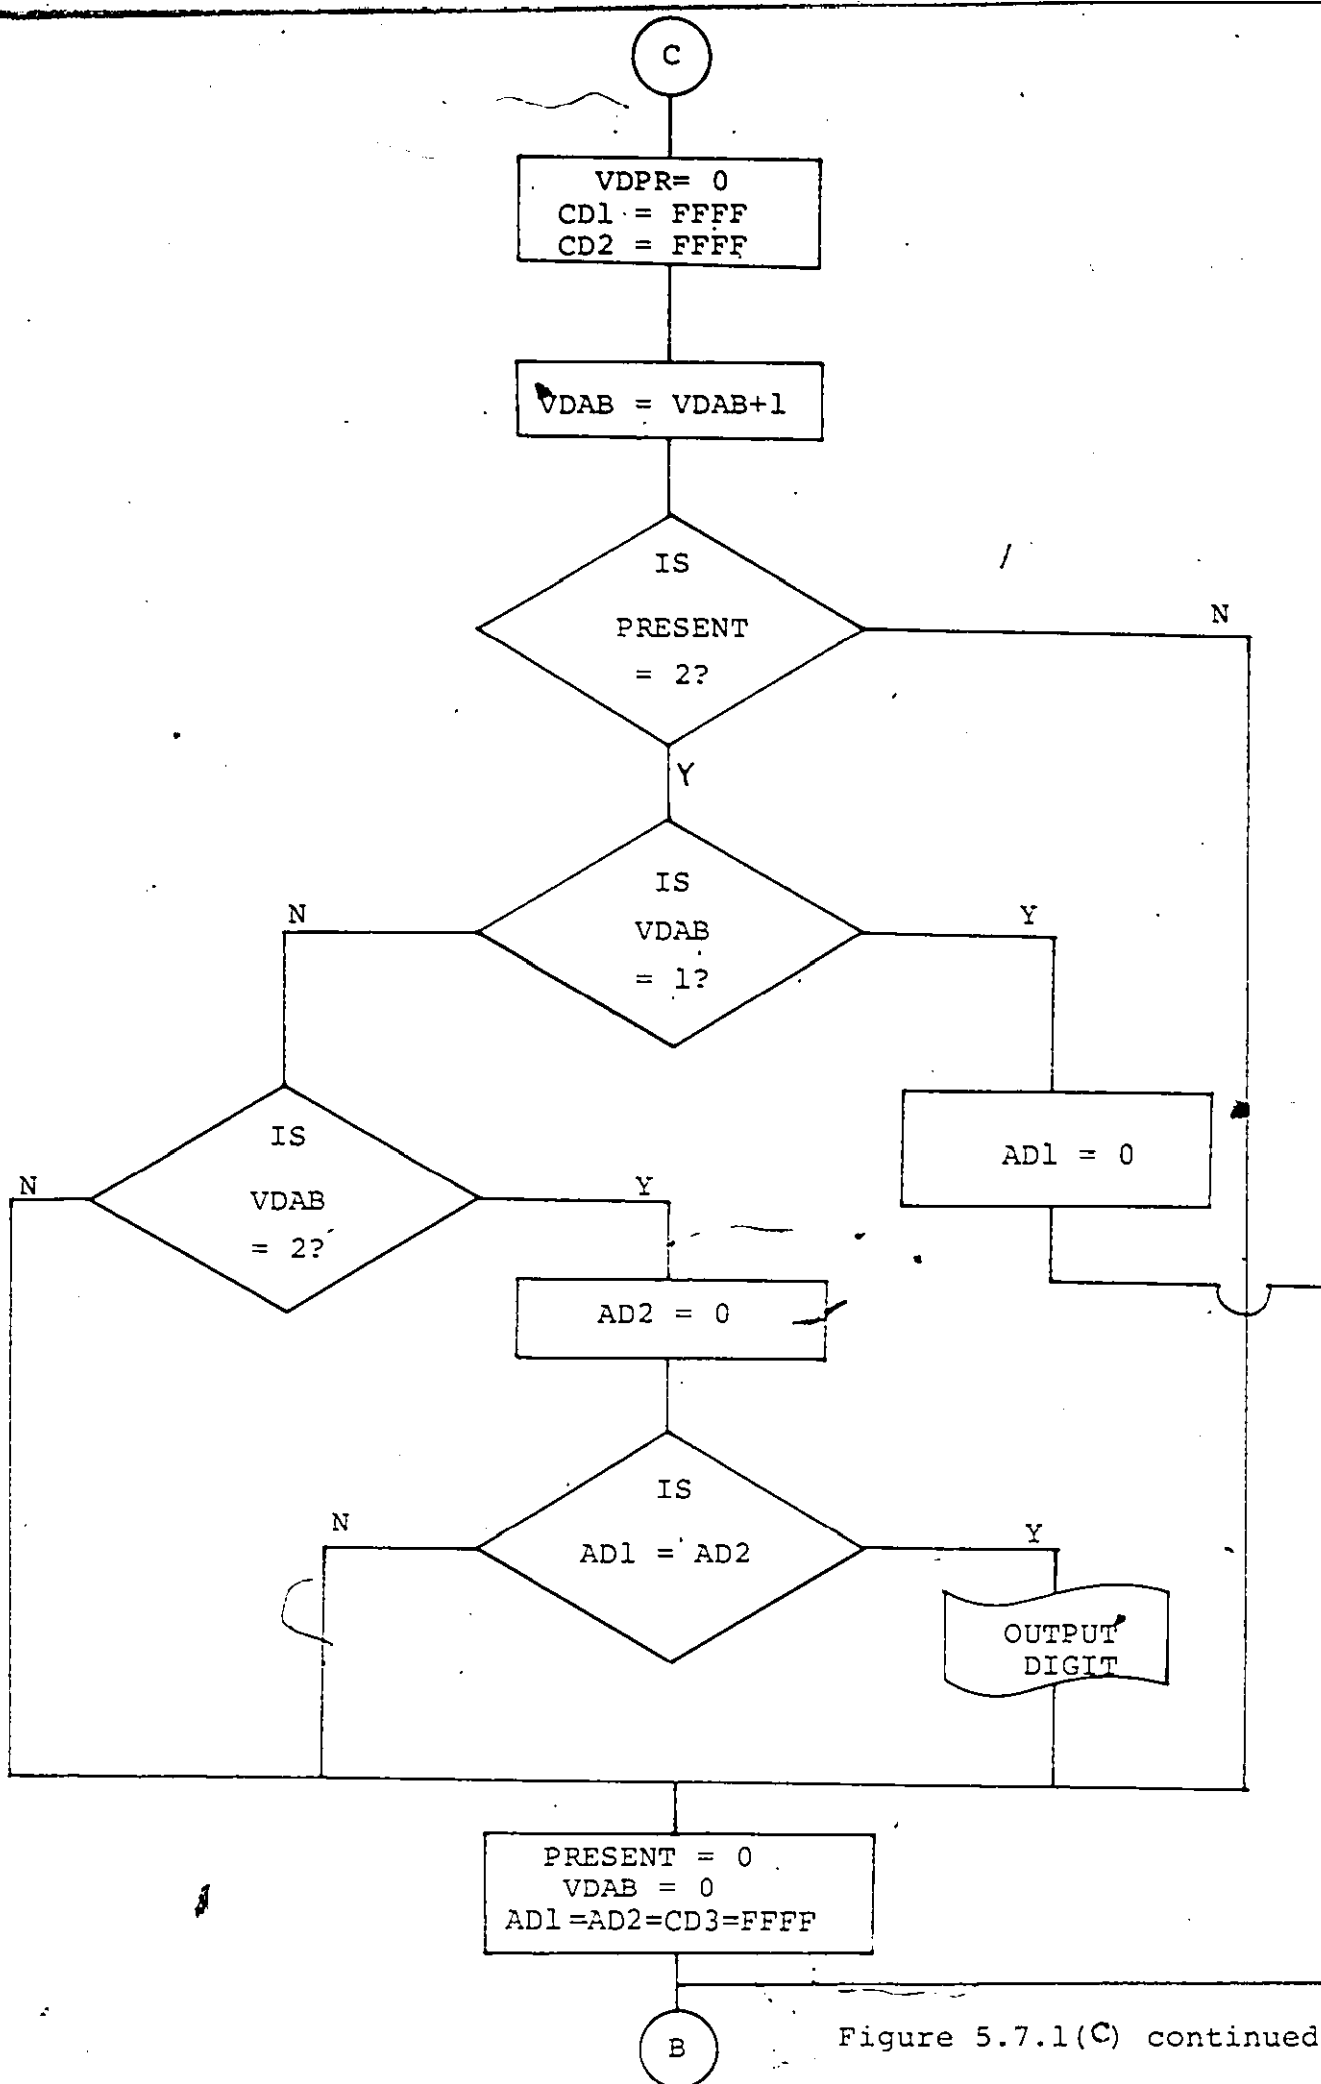 C
VDPR= 0
CD1 = FFFF
CD2 = FFFF
VDAB = VDAB+1
IS
PRESENT
= 2?
N
Y
IS
VDAB
= 1?
N
Y
IS
VDAB
= 2?
N
Y
AD1 = 0
AD2 = 0
IS
AD1 = AD2
N
Y
OUTPUT
DIGIT
PRESENT = 0
VDAB = 0
AD1=AD2=CD3=FFFF
B
Figure 5.7.1(C) continued